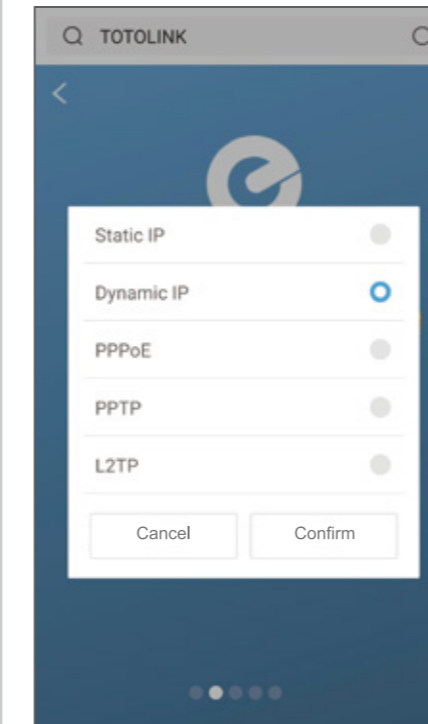 TOTOLINK
Static IP
Dynamic IP
PPPoE
PPTP
L2TP
Cancel Confirm